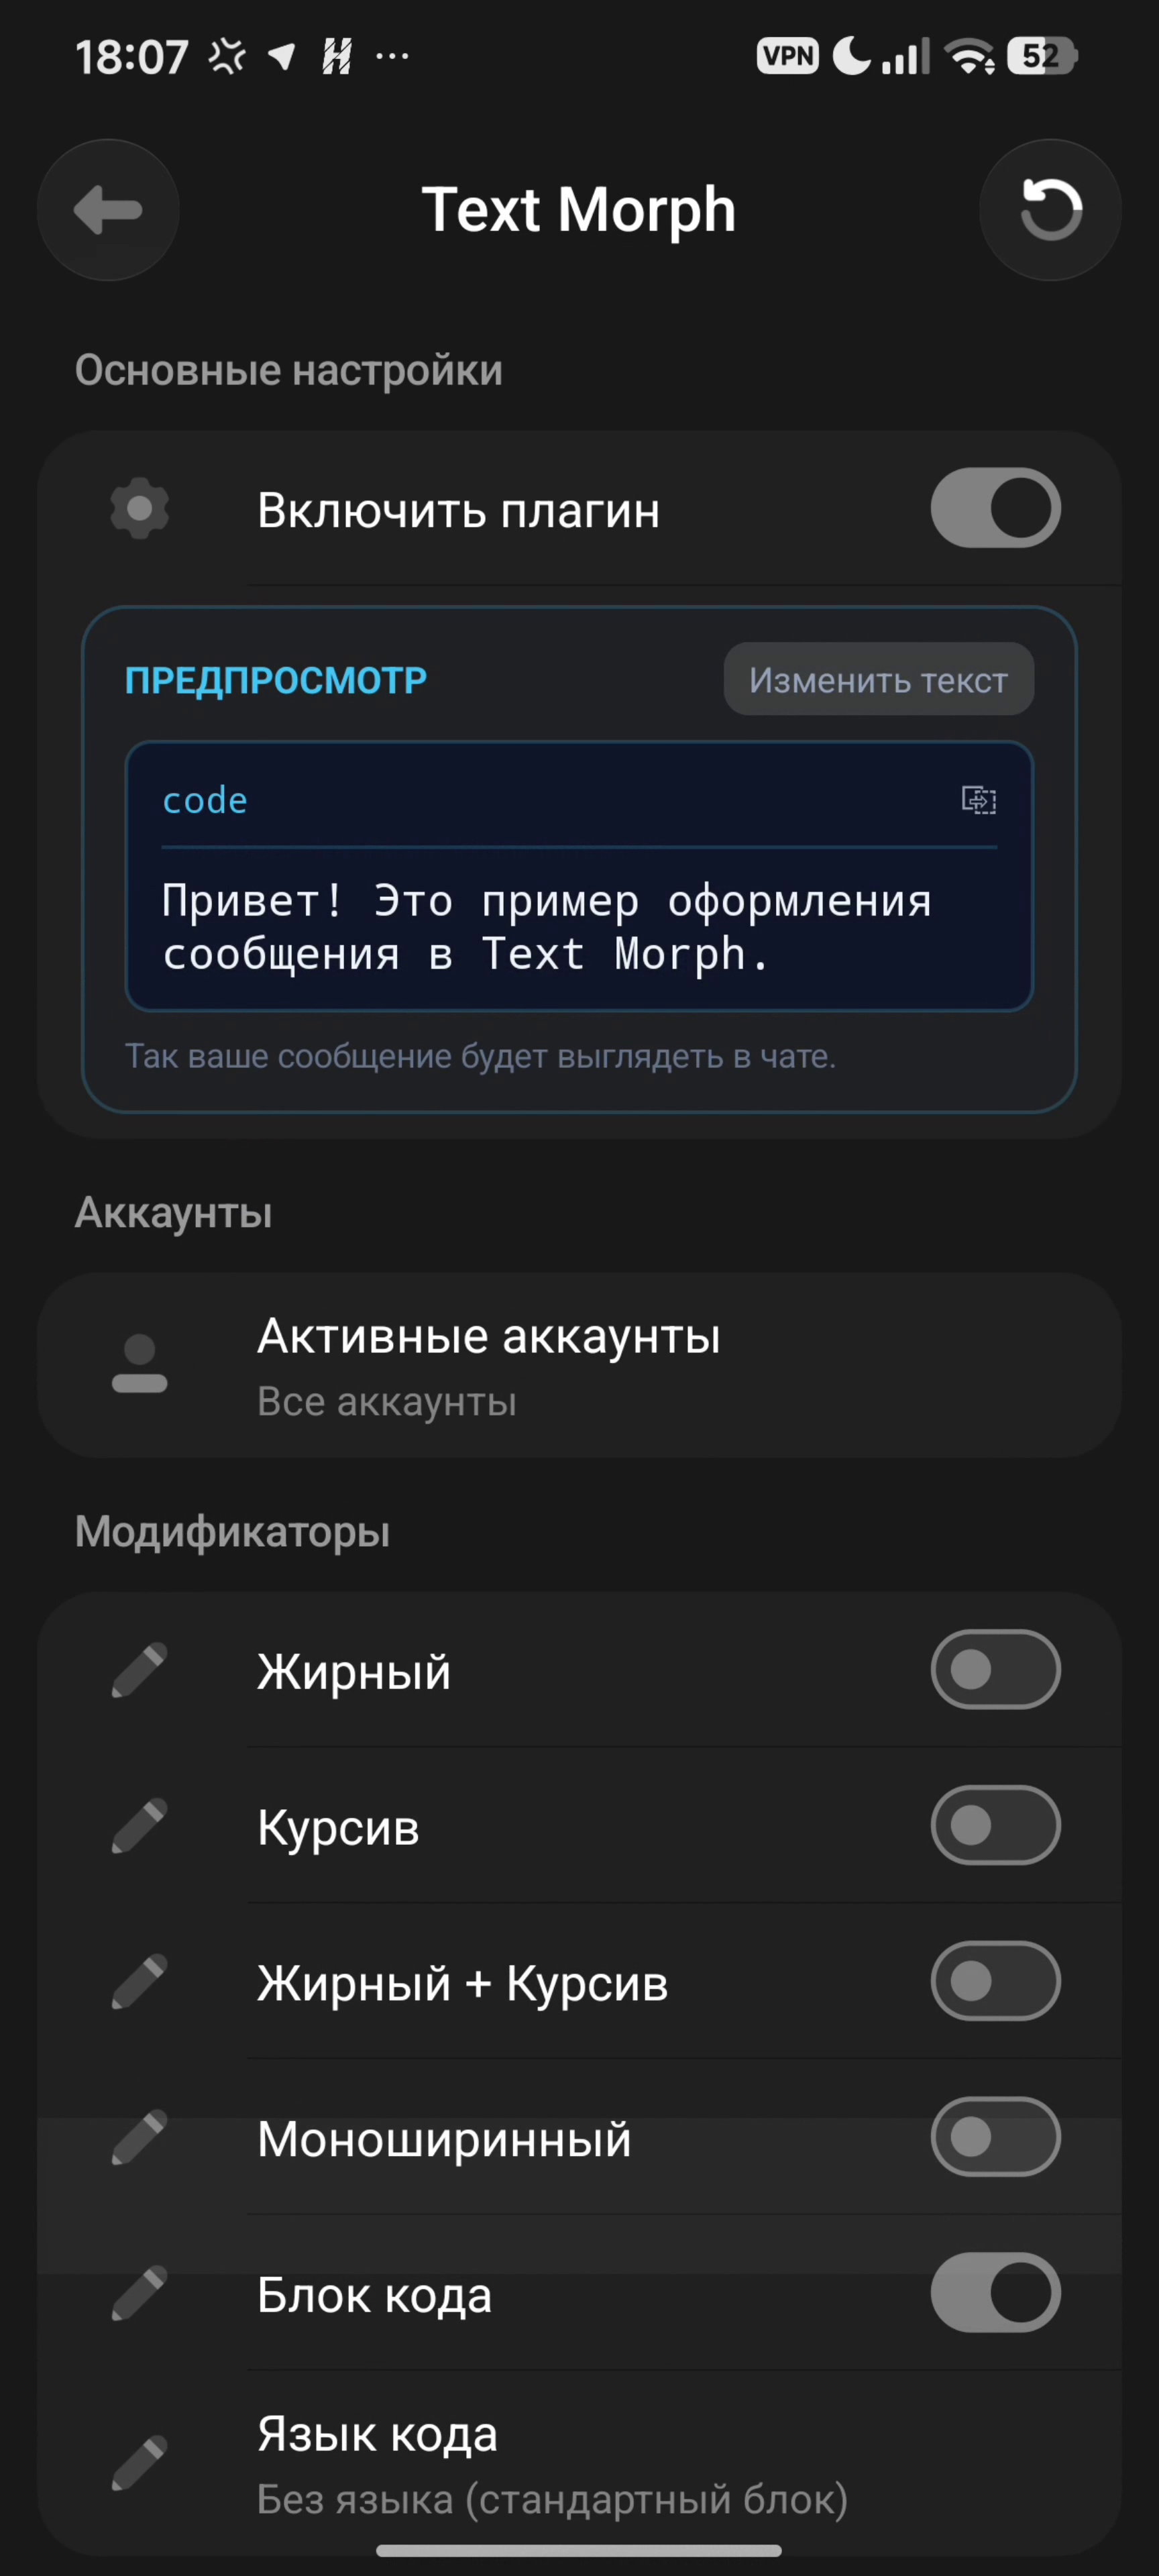 18:07
VPN
52
Text Morph
Основные настройки
Включить плагин
ПРЕДПРОСМОТР
Изменить текст
code
Привет! Это пример оформления
сообщения в Text Morph.
Так ваше сообщение будет выглядеть в чате.
Аккаунты
Активные аккаунты
Все аккаунты
Модификаторы
Жирный
Курсив
Жирный + Курсив
Моноширинный
Блок кода
Язык кода
Без языка (стандартный блок)